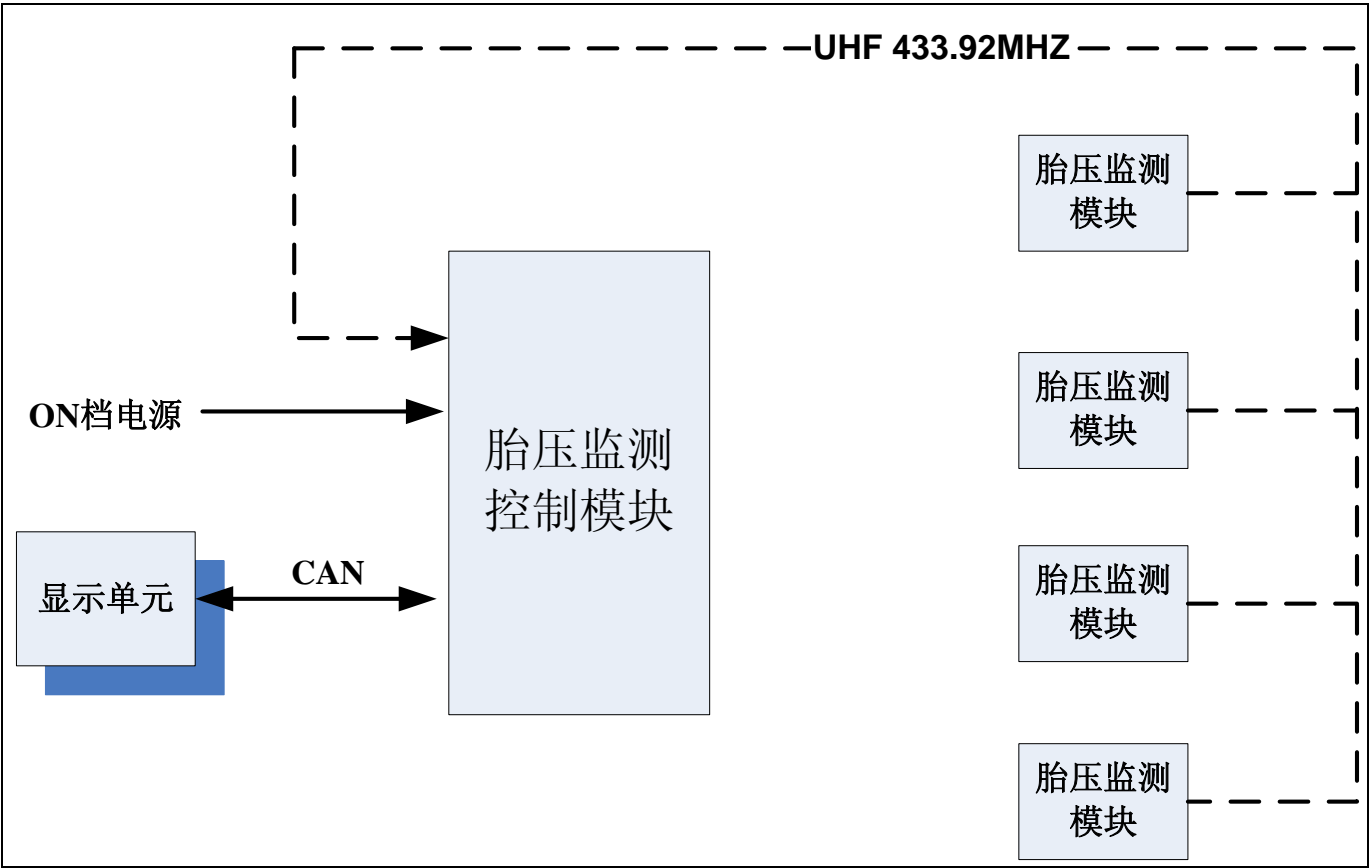 UHF 433.92MHZ
胎压监测
模块
胎压监测
模块
ON档电源
胎压监测
控制模块
显示单元
CAN
胎压监测
模块
胎压监测
模块